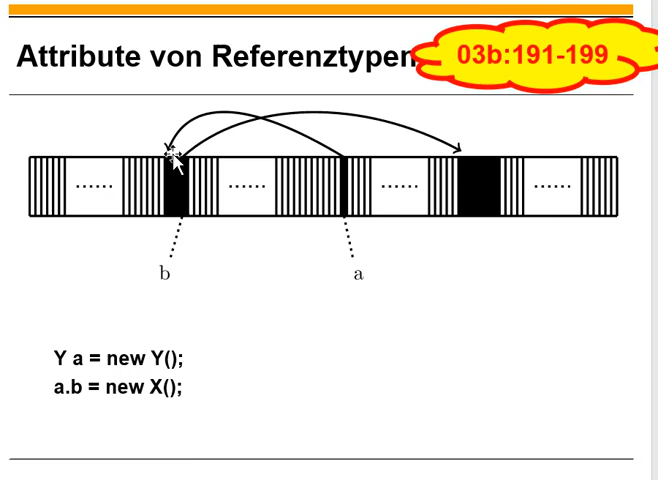 Attribute von Referenztypen
03b:191-199
...... ...... ...... ......
b a
Y a = new Y();
a.b = new X();